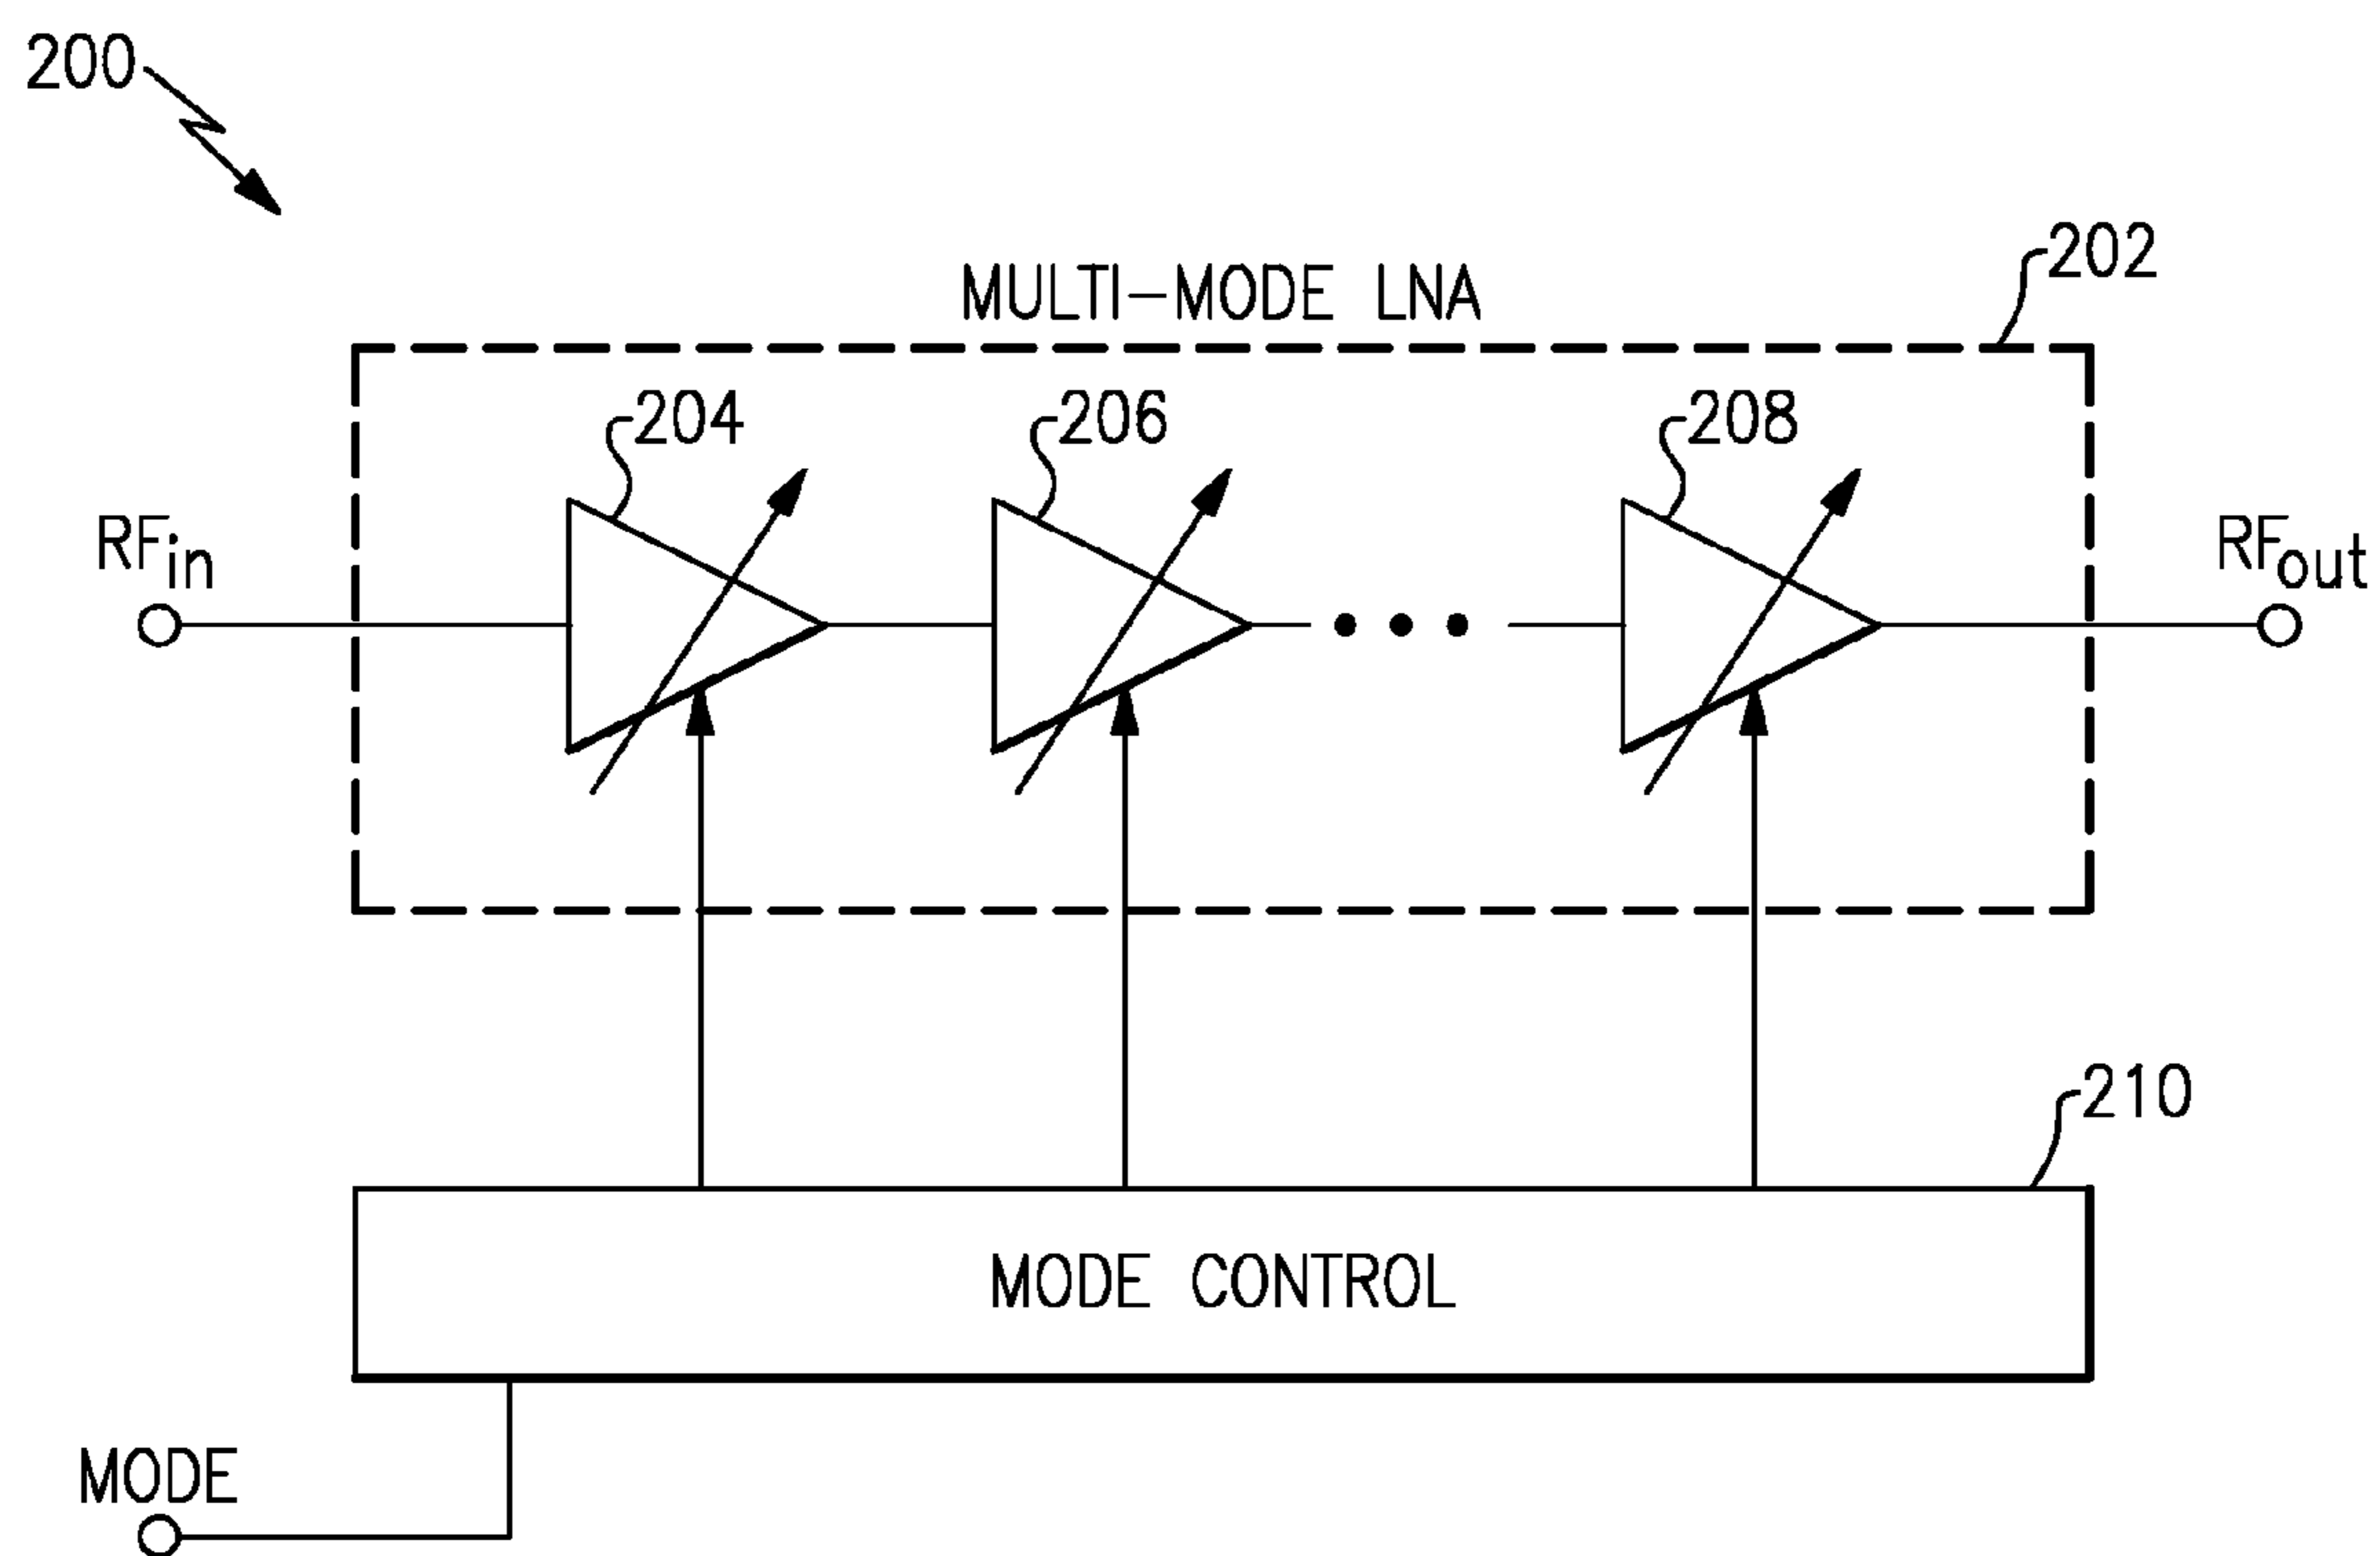 200
202
MULTI-MODE LNA
204
206
208
RFin
RFout
210
MODE CONTROL
MODE